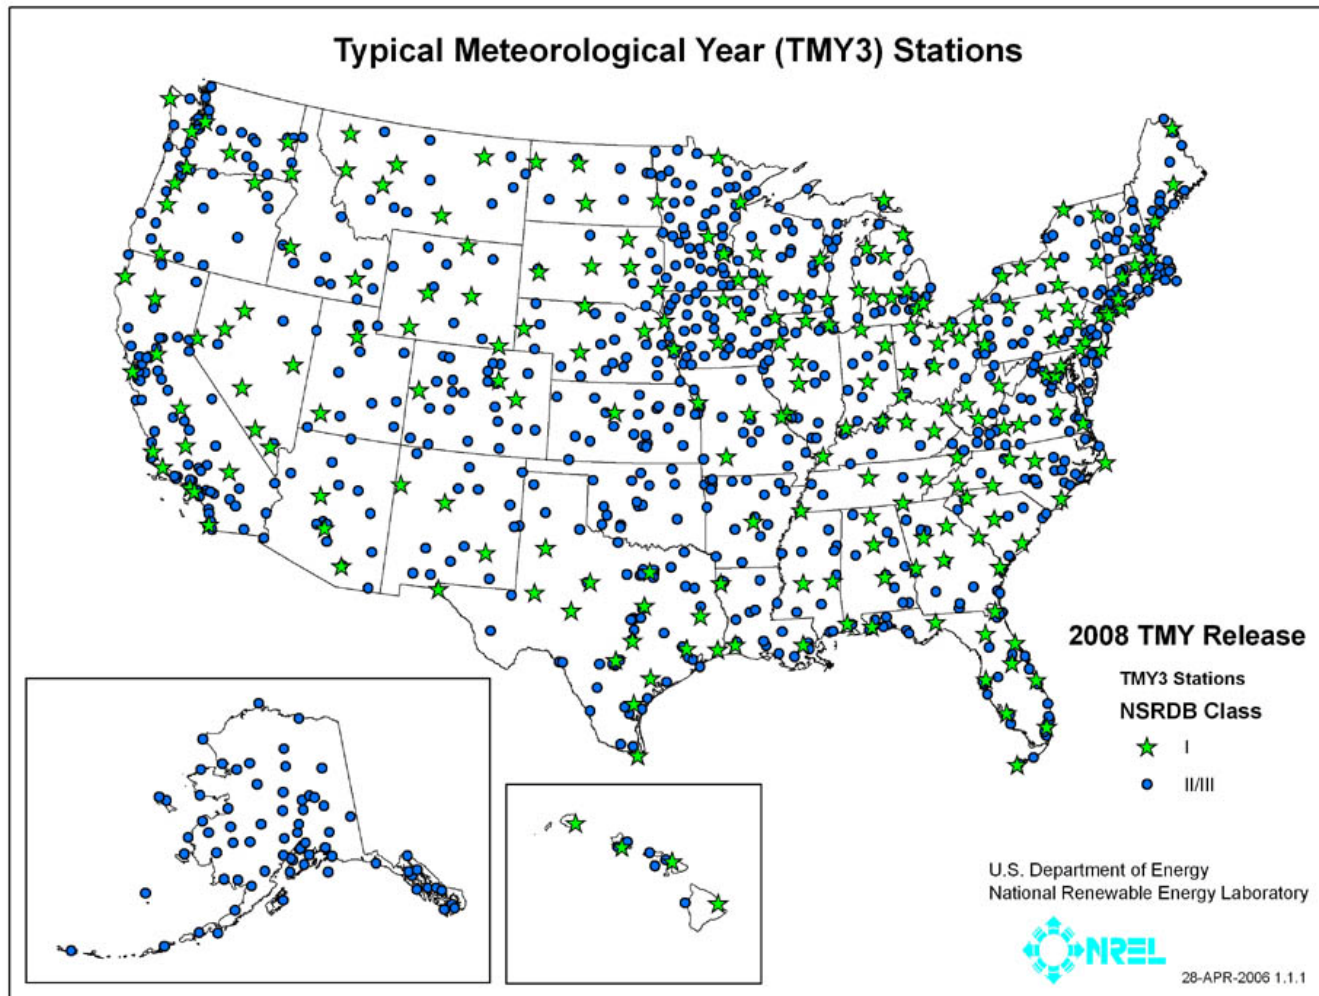 Typical Meteorological Year (TMY3) Stations
2008 TMY Release
TMY3 Stations
NSRDB Class
I
II/III
U.S. Department of Energy
National Renewable Energy Laboratory
NREL
28-APR-2006 1.1.1